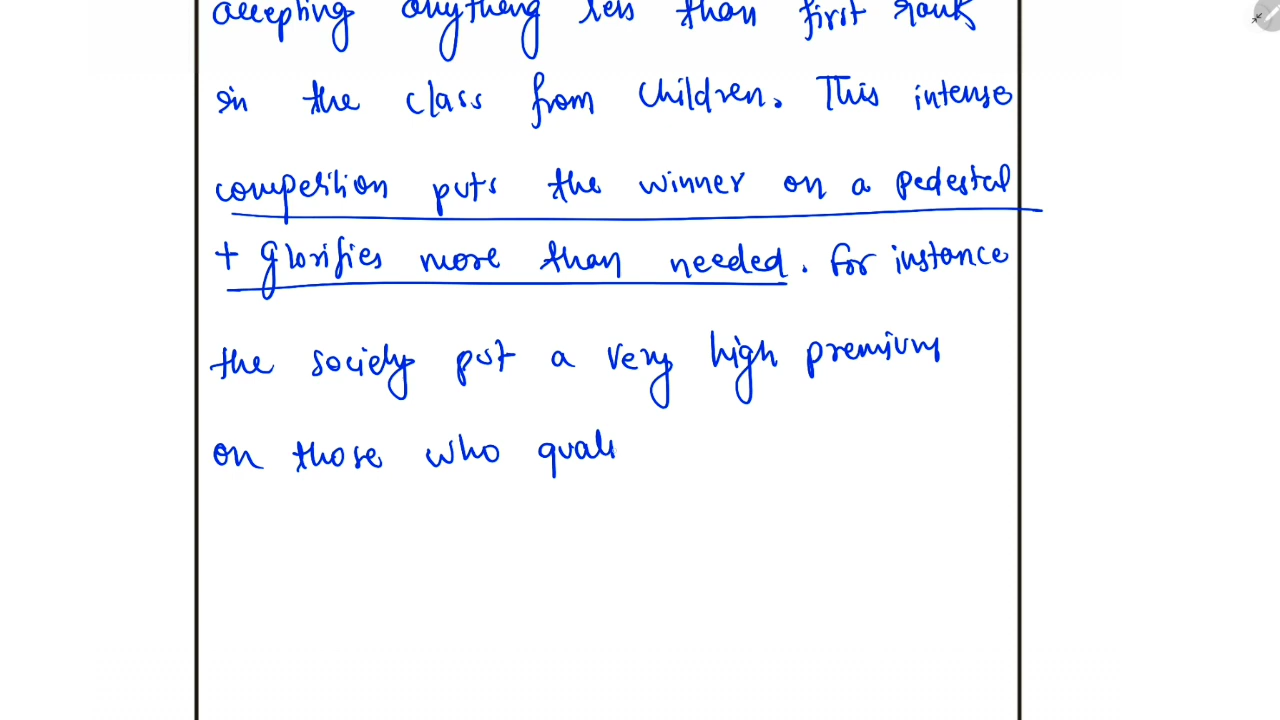 accepting anything less than first rank
in the class from children. This intense
competition puts the winner on a pedestal
+ glorifies more than needed. For instance
the society put a very high premium
on those who quali